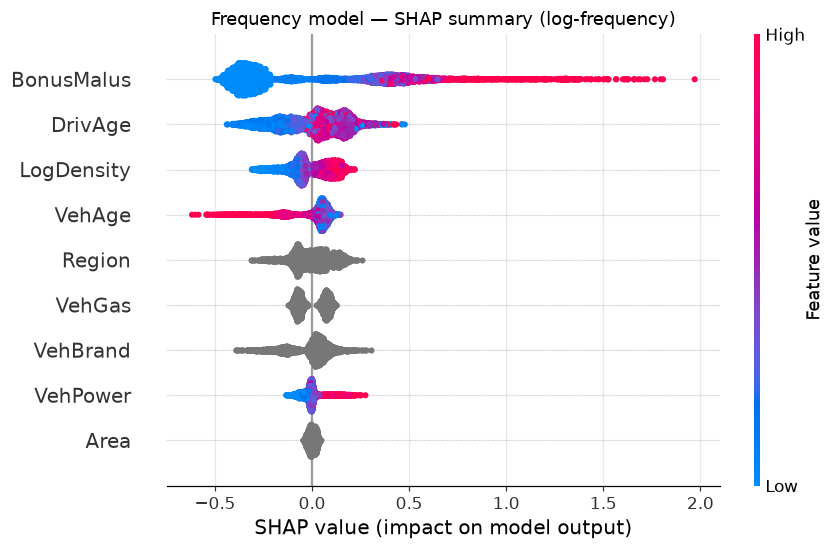 Frequency model — SHAP summary (log-frequency)
High
BonusMalus
DrivAge
LogDensity
VehAge
Region
VehGas
VehBrand
VehPower
Area
Feature value
Low
−0.5 0.0 0.5 1.0 1.5 2.0
SHAP value (impact on model output)